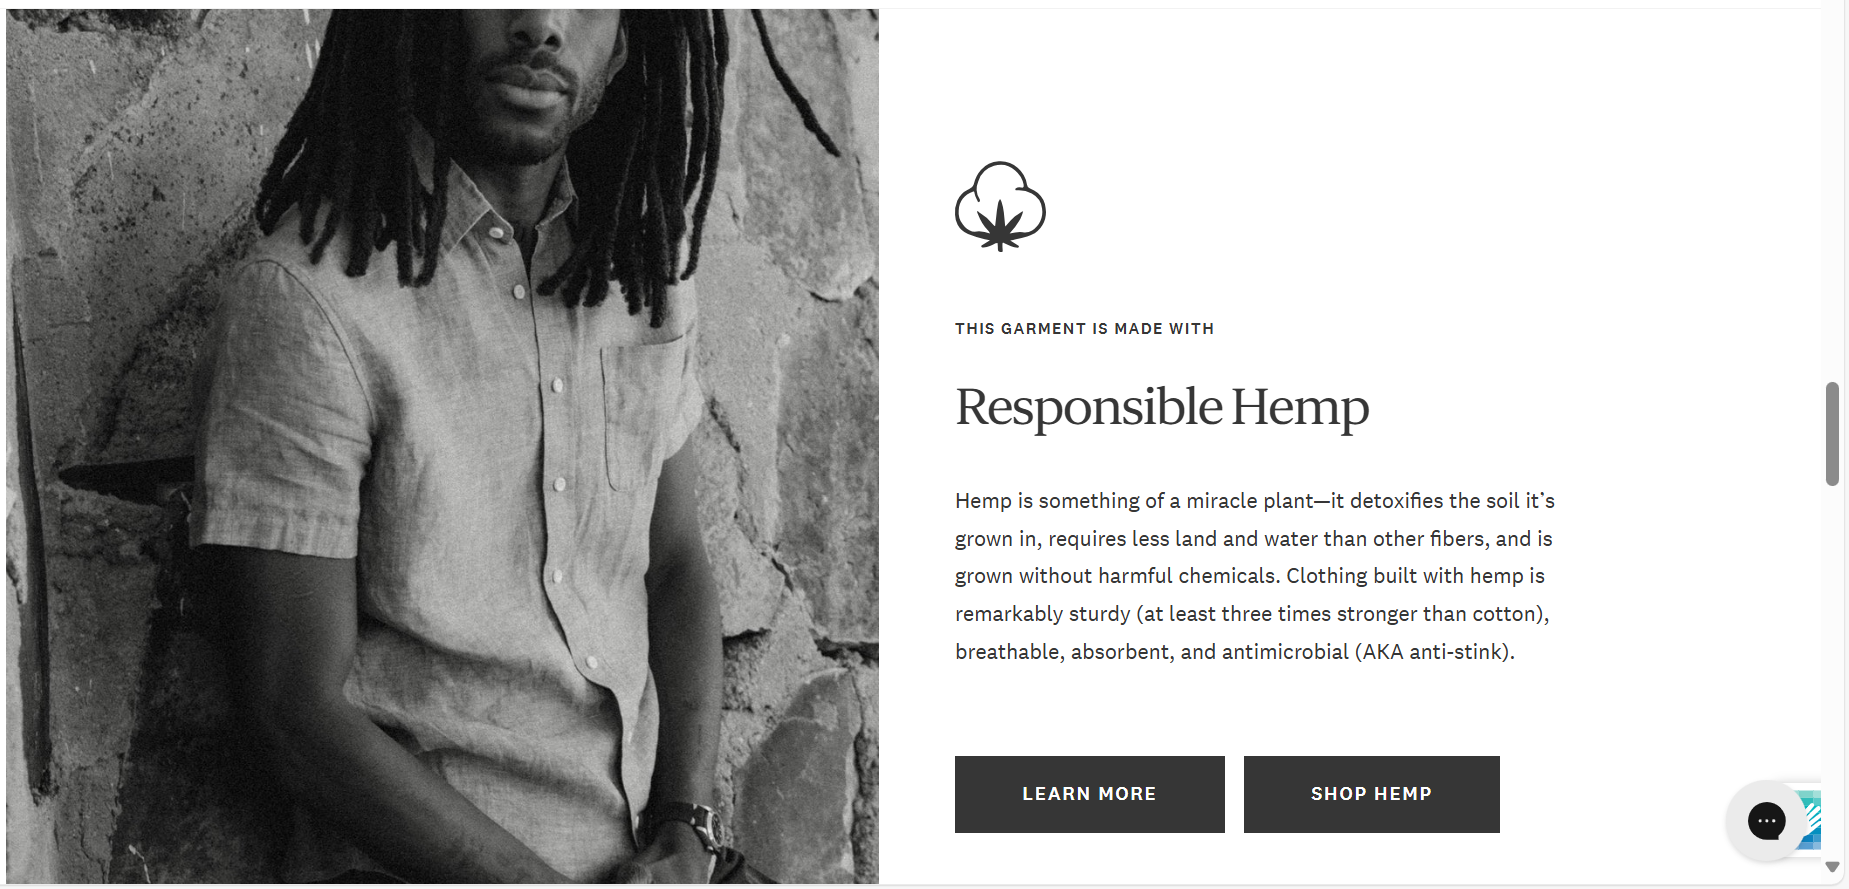 THIS GARMENT IS MADE WITH
Responsible Hemp
Hemp is something of a miracle plant—it detoxifies the soil it’s
grown in, requires less land and water than other fibers, and is
grown without harmful chemicals. Clothing built with hemp is
remarkably sturdy (at least three times stronger than cotton),
breathable, absorbent, and antimicrobial (AKA anti-stink).
LEARN MORE
SHOP HEMP